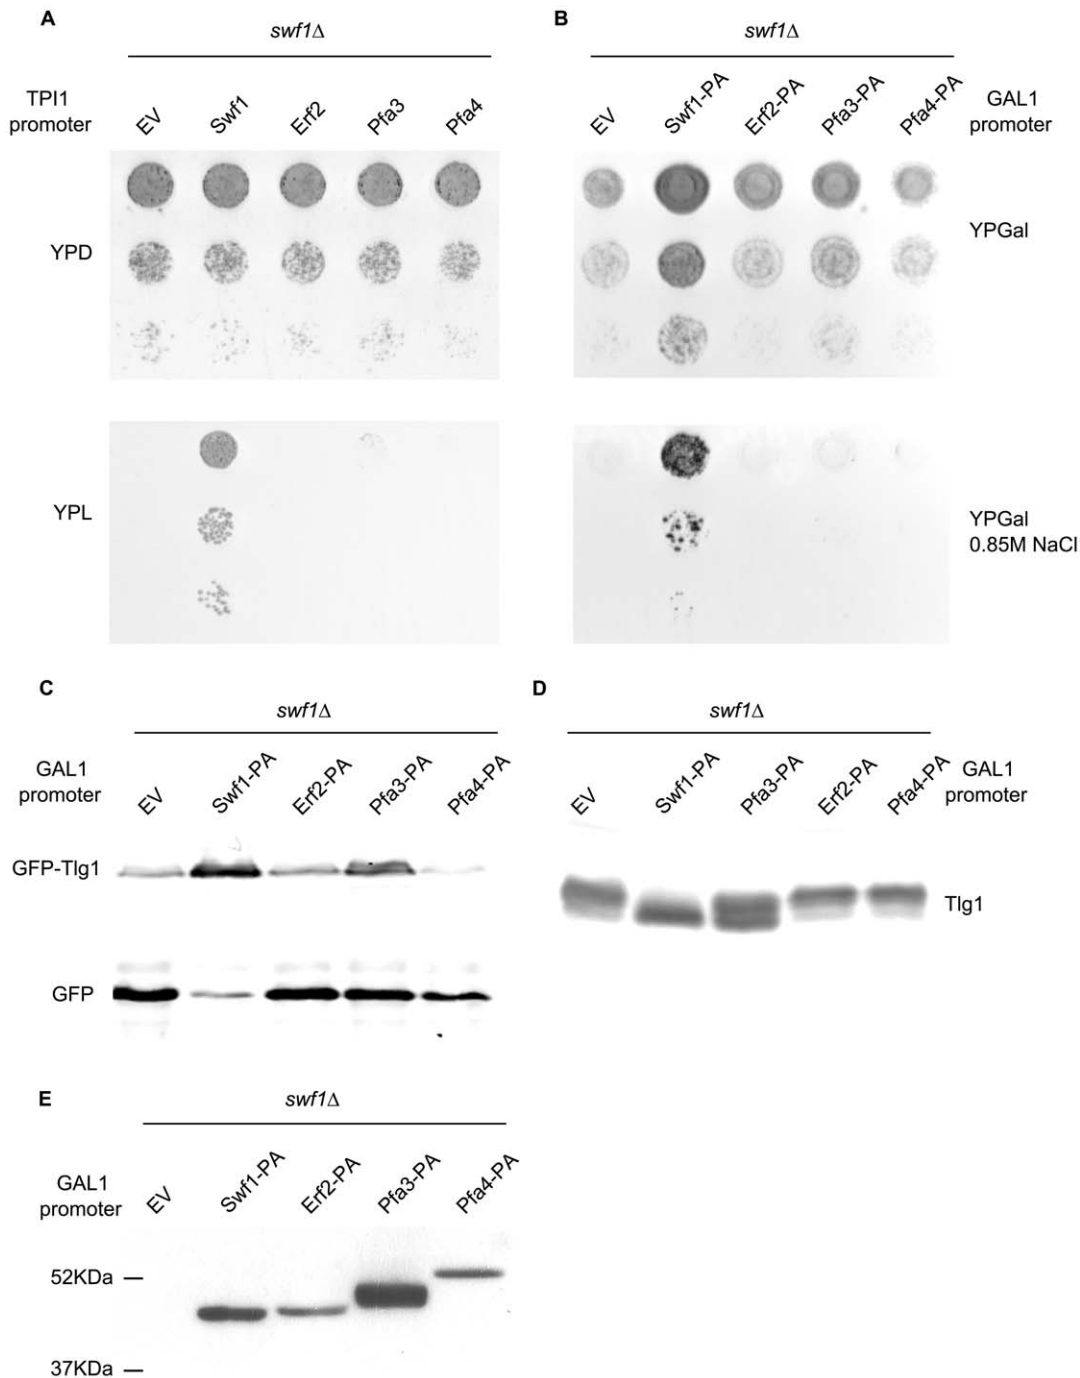 A
swf1Δ
TPI1
promoter
EV
Swf1
Erf2
Pfa3
Pfa4
YPD
YPL
B
swf1Δ
EV
Swf1-PA
Erf2-PA
Pfa3-PA
Pfa4-PA
GAL1
promoter
YPGal
YPGal
0.85M NaCl
C
swf1Δ
GAL1
promoter
EV
Swf1-PA
Erf2-PA
Pfa3-PA
Pfa4-PA
GFP-Tlg1
GFP
D
swf1Δ
EV
Swf1-PA
Pfa3-PA
Erf2-PA
Pfa4-PA
GAL1
promoter
Tlg1
E
swf1Δ
GAL1
promoter
EV
Swf1-PA
Erf2-PA
Pfa3-PA
Pfa4-PA
52KDa
37KDa